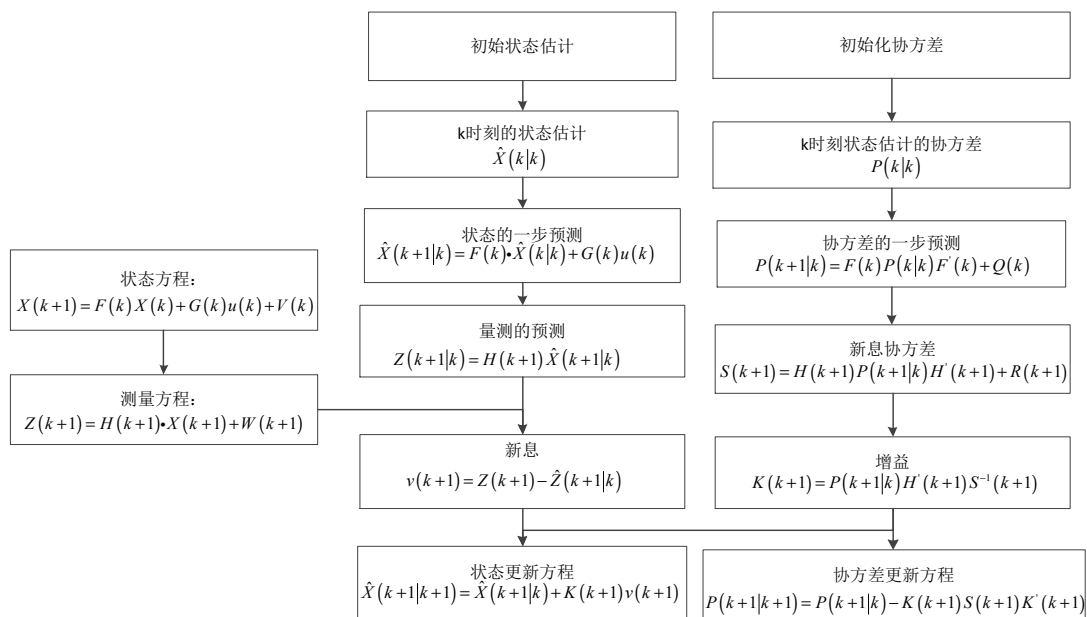 初始状态估计
初始化协方差
k时刻的状态估计
X̂(k|k)
k时刻状态估计的协方差
P(k|k)
状态的一步预测
X̂(k+1|k)=F(k)•X̂(k|k)+G(k)u(k)
协方差的一步预测
P(k+1|k)=F(k)P(k|k)F'(k)+Q(k)
状态方程：
X(k+1)=F(k)X(k)+G(k)u(k)+V(k)
量测的预测
Z(k+1|k)=H(k+1)X̂(k+1|k)
新息协方差
S(k+1)=H(k+1)P(k+1|k)H'(k+1)+R(k+1)
测量方程：
Z(k+1)=H(k+1)•X(k+1)+W(k+1)
新息
v(k+1)=Z(k+1)−Ẑ(k+1|k)
增益
K(k+1)=P(k+1|k)H'(k+1)S⁻¹(k+1)
状态更新方程
X̂(k+1|k+1)=X̂(k+1|k)+K(k+1)v(k+1)
协方差更新方程
P(k+1|k+1)=P(k+1|k)−K(k+1)S(k+1)K'(k+1)